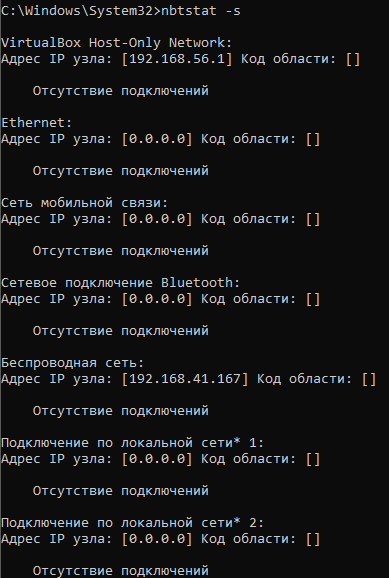 C:\Windows\System32>nbtstat -s
VirtualBox Host-Only Network:
Адрес IP узла: [192.168.56.1] Код области: []
Отсутствие подключений
Ethernet:
Адрес IP узла: [0.0.0.0] Код области: []
Отсутствие подключений
Сеть мобильной связи:
Адрес IP узла: [0.0.0.0] Код области: []
Отсутствие подключений
Сетевое подключение Bluetooth:
Адрес IP узла: [0.0.0.0] Код области: []
Отсутствие подключений
Беспроводная сеть:
Адрес IP узла: [192.168.41.167] Код области: []
Отсутствие подключений
Подключение по локальной сети* 1:
Адрес IP узла: [0.0.0.0] Код области: []
Отсутствие подключений
Подключение по локальной сети* 2:
Адрес IP узла: [0.0.0.0] Код области: []
Отсутствие подключений